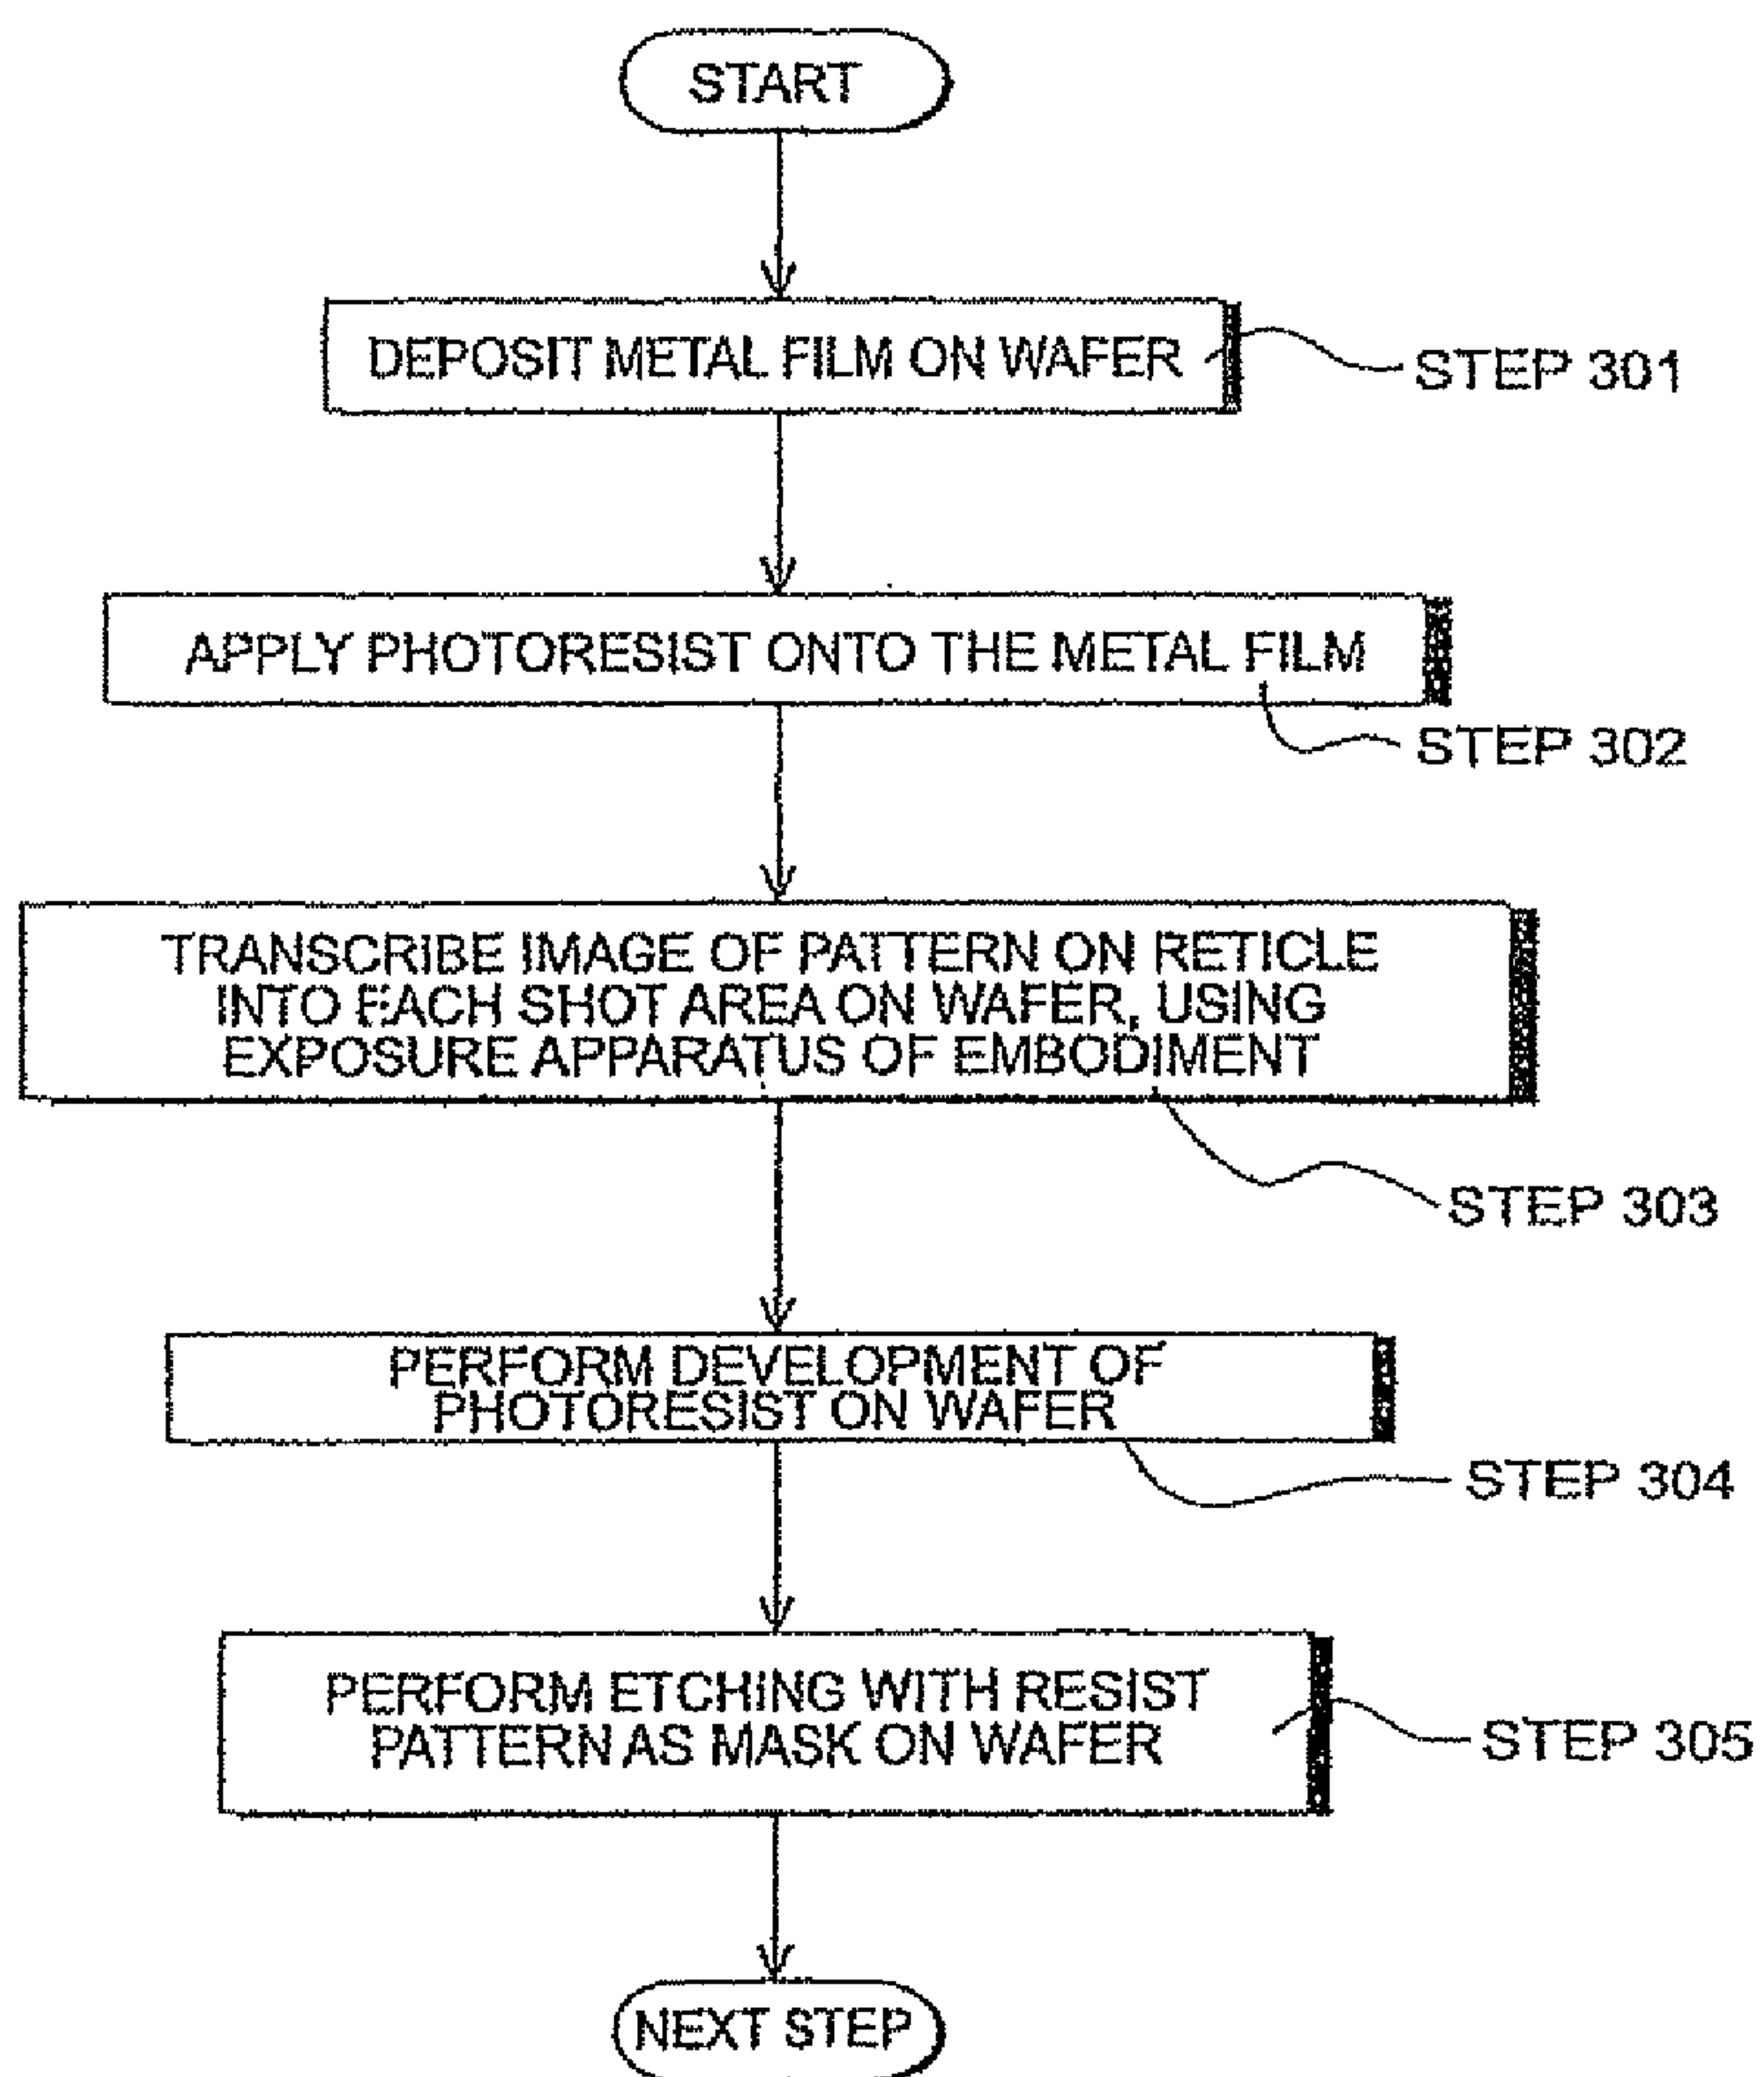 START
DEPOSIT METAL FILM ON WAFER
STEP 301
APPLY PHOTORESIST ONTO THE METAL FILM
STEP 302
TRANSCRIBE IMAGE OF PATTERN ON RETICLE
INTO EACH SHOT AREA ON WAFER, USING
EXPOSURE APPARATUS OF EMBODIMENT
STEP 303
PERFORM DEVELOPMENT OF
PHOTORESIST ON WAFER
STEP 304
PERFORM ETCHING WITH RESIST
PATTERN AS MASK ON WAFER
STEP 305
NEXT STEP